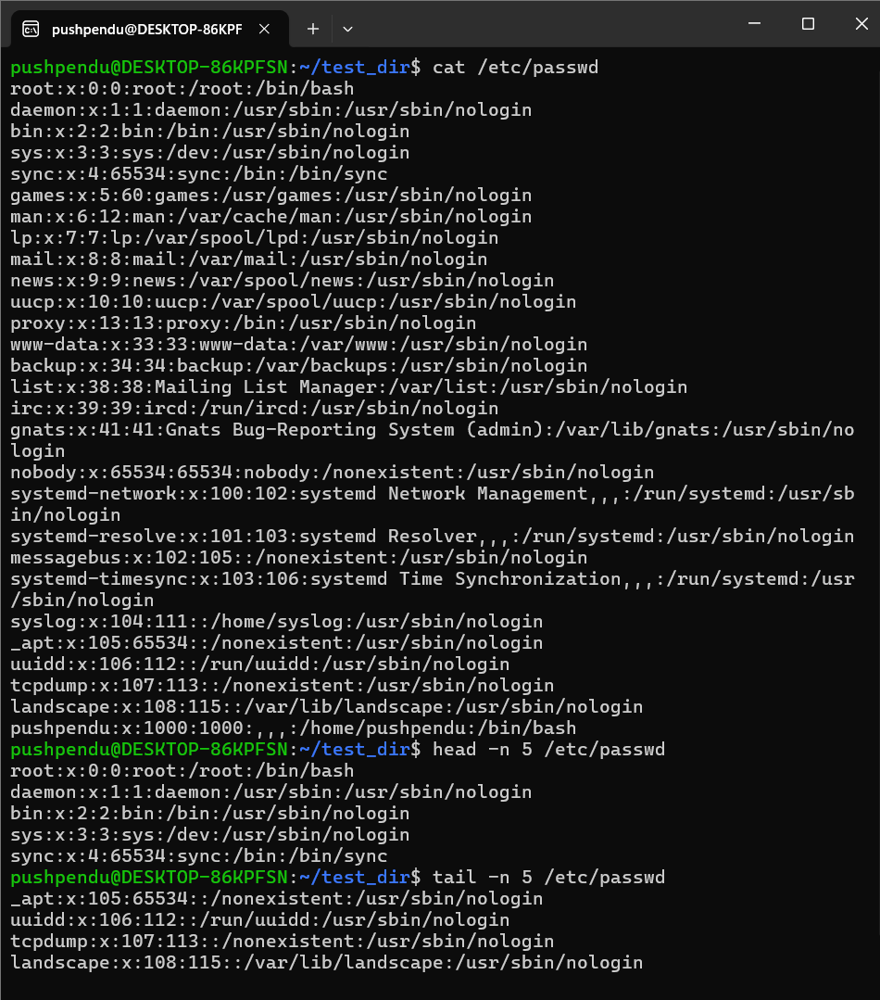 pushpendu@DESKTOP-86KPF
pushpendu@DESKTOP-86KPFSN:~/test_dir$ cat /etc/passwd
root:x:0:0:root:/root:/bin/bash
daemon:x:1:1:daemon:/usr/sbin:/usr/sbin/nologin
bin:x:2:2:bin:/bin:/usr/sbin/nologin
sys:x:3:3:sys:/dev:/usr/sbin/nologin
sync:x:4:65534:sync:/bin:/bin/sync
games:x:5:60:games:/usr/games:/usr/sbin/nologin
man:x:6:12:man:/var/cache/man:/usr/sbin/nologin
lp:x:7:7:lp:/var/spool/lpd:/usr/sbin/nologin
mail:x:8:8:mail:/var/mail:/usr/sbin/nologin
news:x:9:9:news:/var/spool/news:/usr/sbin/nologin
uucp:x:10:10:uucp:/var/spool/uucp:/usr/sbin/nologin
proxy:x:13:13:proxy:/bin:/usr/sbin/nologin
www-data:x:33:33:www-data:/var/www:/usr/sbin/nologin
backup:x:34:34:backup:/var/backups:/usr/sbin/nologin
list:x:38:38:Mailing List Manager:/var/list:/usr/sbin/nologin
irc:x:39:39:ircd:/run/ircd:/usr/sbin/nologin
gnats:x:41:41:Gnats Bug-Reporting System (admin):/var/lib/gnats:/usr/sbin/no
login
nobody:x:65534:65534:nobody:/nonexistent:/usr/sbin/nologin
systemd-network:x:100:102:systemd Network Management,,,:/run/systemd:/usr/sb
in/nologin
systemd-resolve:x:101:103:systemd Resolver,,,:/run/systemd:/usr/sbin/nologin
messagebus:x:102:105::/nonexistent:/usr/sbin/nologin
systemd-timesync:x:103:106:systemd Time Synchronization,,,:/run/systemd:/usr
/sbin/nologin
syslog:x:104:111::/home/syslog:/usr/sbin/nologin
_apt:x:105:65534::/nonexistent:/usr/sbin/nologin
uuidd:x:106:112::/run/uuidd:/usr/sbin/nologin
tcpdump:x:107:113::/nonexistent:/usr/sbin/nologin
landscape:x:108:115::/var/lib/landscape:/usr/sbin/nologin
pushpendu:x:1000:1000:,,,:/home/pushpendu:/bin/bash
pushpendu@DESKTOP-86KPFSN:~/test_dir$ head -n 5 /etc/passwd
root:x:0:0:root:/root:/bin/bash
daemon:x:1:1:daemon:/usr/sbin:/usr/sbin/nologin
bin:x:2:2:bin:/bin:/usr/sbin/nologin
sys:x:3:3:sys:/dev:/usr/sbin/nologin
sync:x:4:65534:sync:/bin:/bin/sync
pushpendu@DESKTOP-86KPFSN:~/test_dir$ tail -n 5 /etc/passwd
_apt:x:105:65534::/nonexistent:/usr/sbin/nologin
uuidd:x:106:112::/run/uuidd:/usr/sbin/nologin
tcpdump:x:107:113::/nonexistent:/usr/sbin/nologin
landscape:x:108:115::/var/lib/landscape:/usr/sbin/nologin